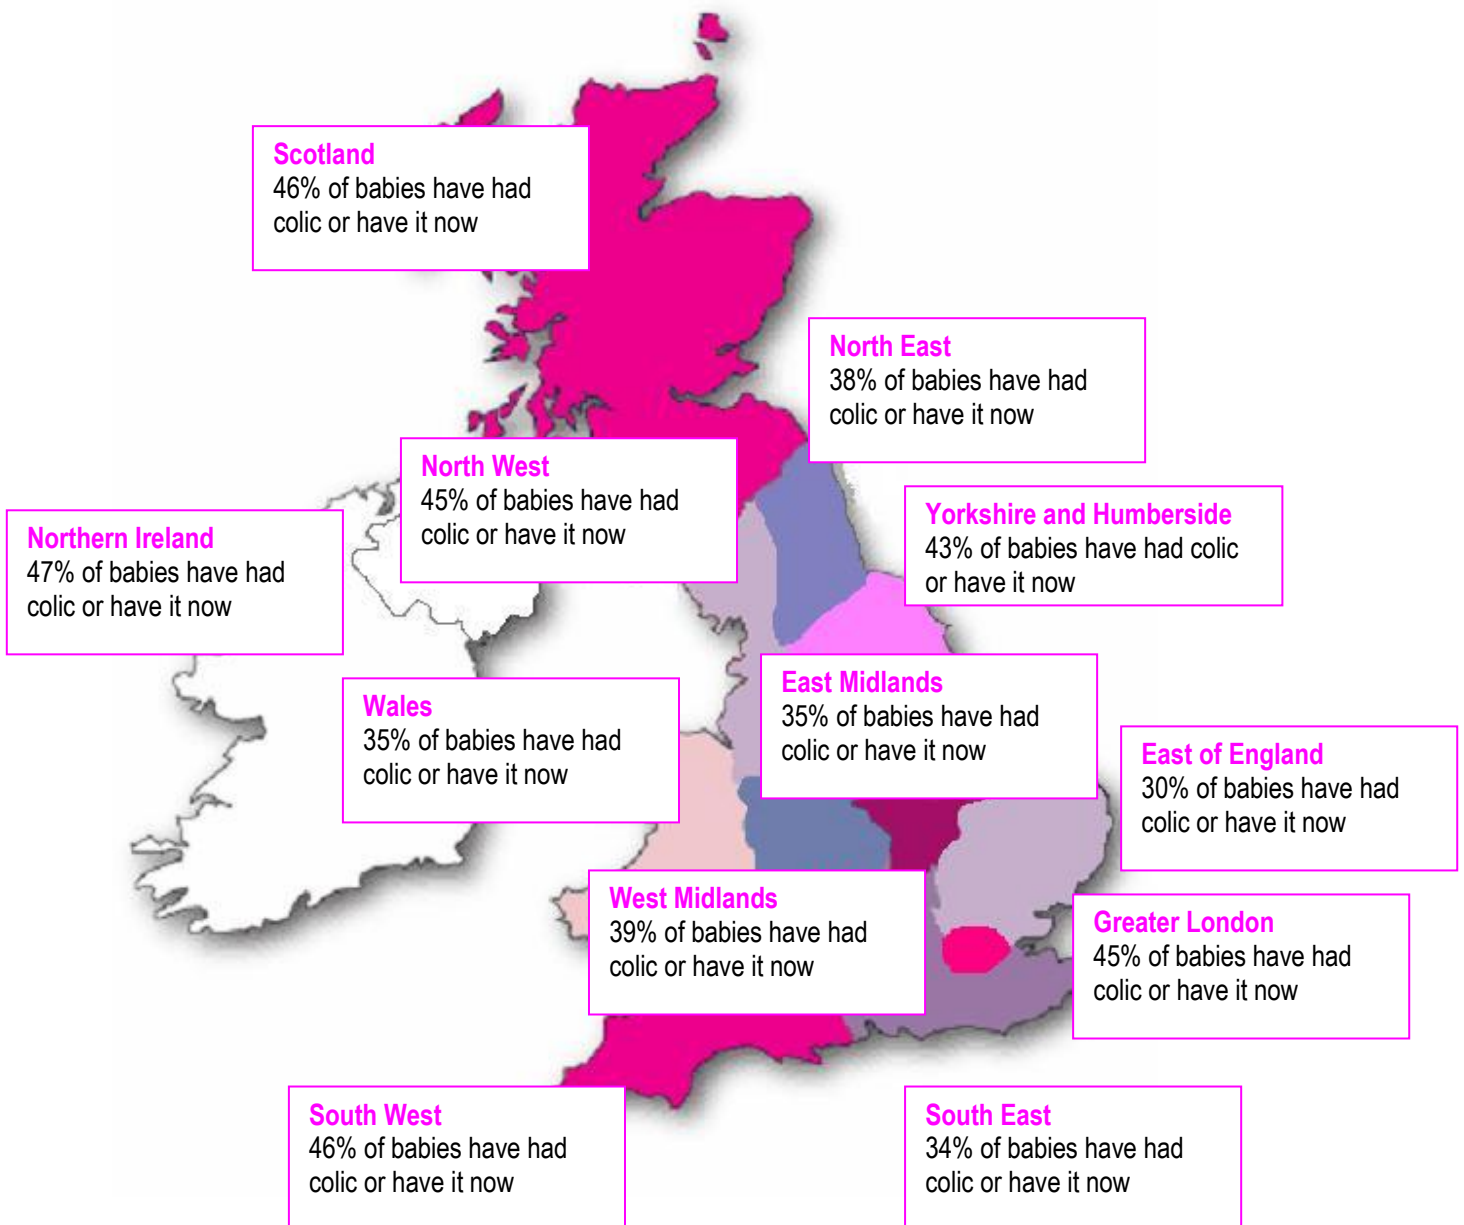 Scotland
46% of babies have had
colic or have it now
North East
38% of babies have had
colic or have it now
North West
45% of babies have had
colic or have it now
Yorkshire and Humberside
43% of babies have had colic
or have it now
Northern Ireland
47% of babies have had
colic or have it now
East Midlands
35% of babies have had
colic or have it now
Wales
35% of babies have had
colic or have it now
East of England
30% of babies have had
colic or have it now
West Midlands
39% of babies have had
colic or have it now
Greater London
45% of babies have had
colic or have it now
South West
46% of babies have had
colic or have it now
South East
34% of babies have had
colic or have it now